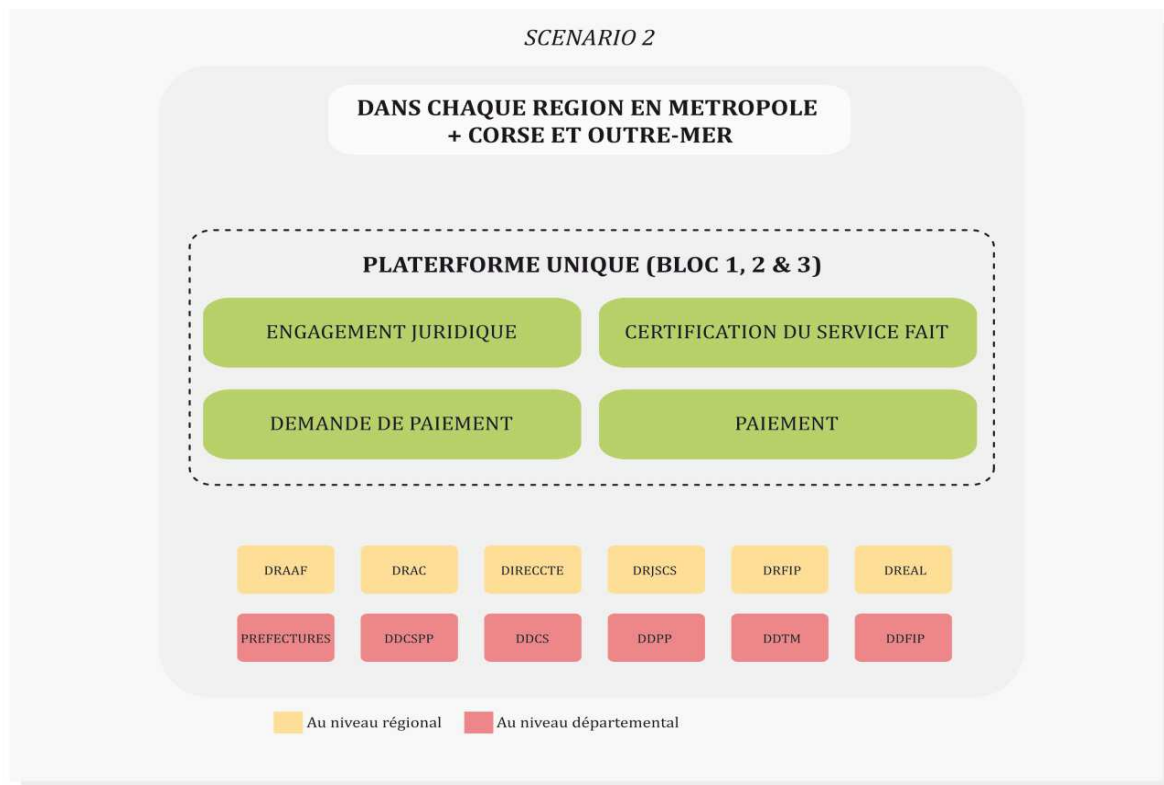 SCENARIO 2
DANS CHAQUE REGION EN METROPOLE
+ CORSE ET OUTRE-MER
PLATERFORME UNIQUE (BLOC 1, 2 & 3)
ENGAGEMENT JURIDIQUE
CERTIFICATION DU SERVICE FAIT
DEMANDE DE PAIEMENT
PAIEMENT
DRAAF
DRAC
DIRECCTE
DRJSCS
DRFIP
DREAL
PREFECTURES
DDCSPP
DDCS
DDPP
DDTM
DDFIP
Au niveau régional
Au niveau départemental